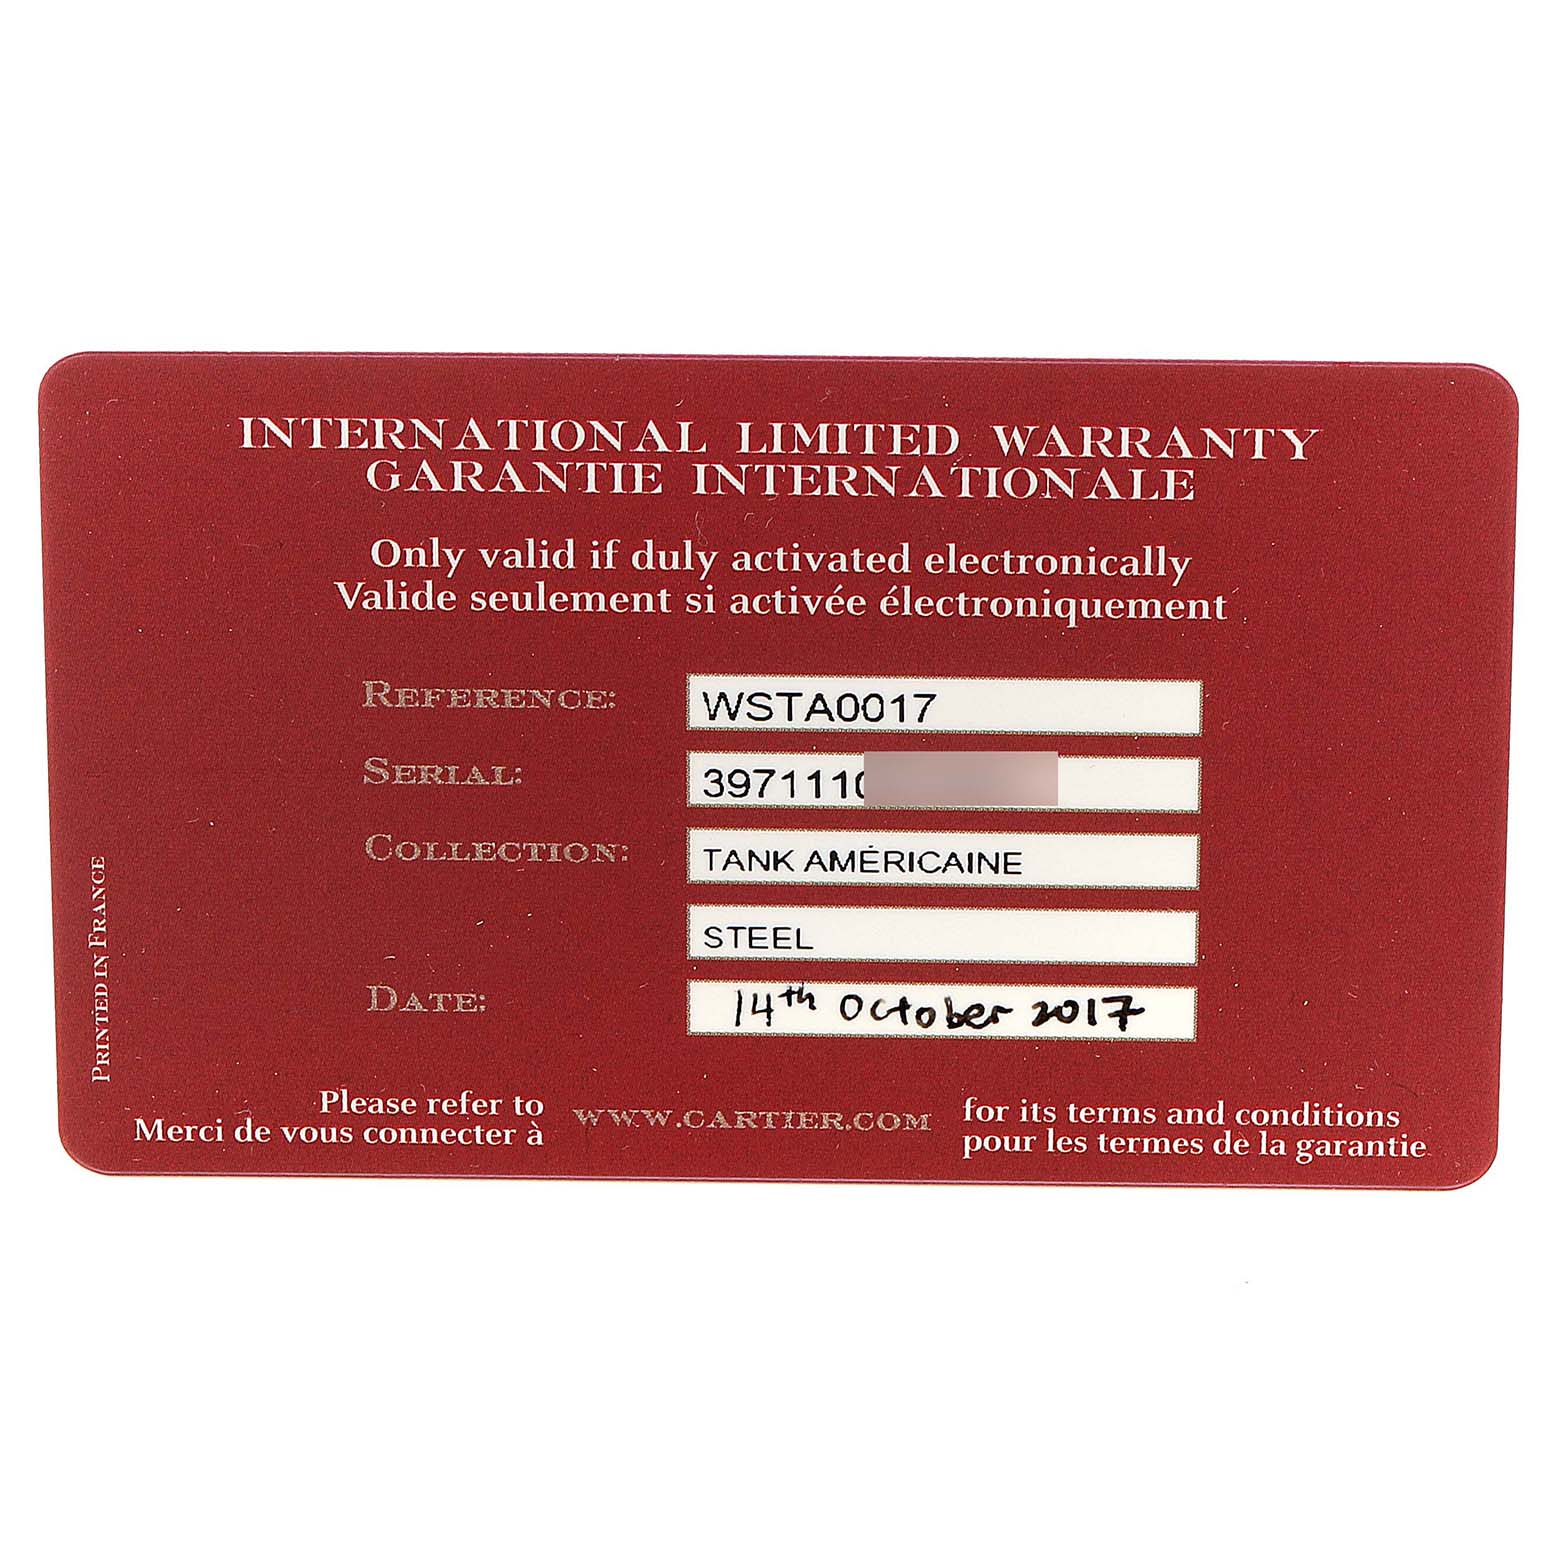 INTERNATIONAL LIMITED WARRANTY
GARANTIE INTERNATIONALE
Only valid if duly activated electronically
Valide seulement si activée électroniquement
REFERENCE: WSTA0017
SERIAL: 3971110
COLLECTION: TANK AMÉRICAINE
STEEL
DATE: 14th October 2017
PRINTED IN FRANCE
Please refer to
Merci de vous connecter à
WWW.CARTIER.COM
for its terms and conditions
pour les termes de la garantie